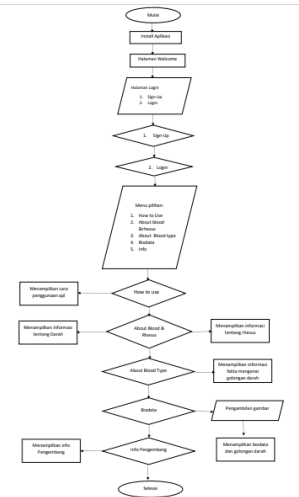 Mulai
Install Aplikasi
Halaman Welcome
Halaman Login
1. Sign-Up
2. Login
1. Sign-Up
2. Login
Menu pilihan:
1. How to Use
2. About blood
&rhesus
3. About Blood type
4. Biodata
5. Info
How to use
Menampilkan cara
penggunaan apl
About Blood &
Rhesus
Menampilkan informasi
tentang Darah
Menampilkan informasi
tentang rhesus
About Blood Type
Menampilkan informasi
fakta mengenai
golongan darah
Biodata
Pengambilan gambar
Menampilkan biodata
dan golongan darah
Info Pengembang
Menampilkan Info
Pengembang
Selesai